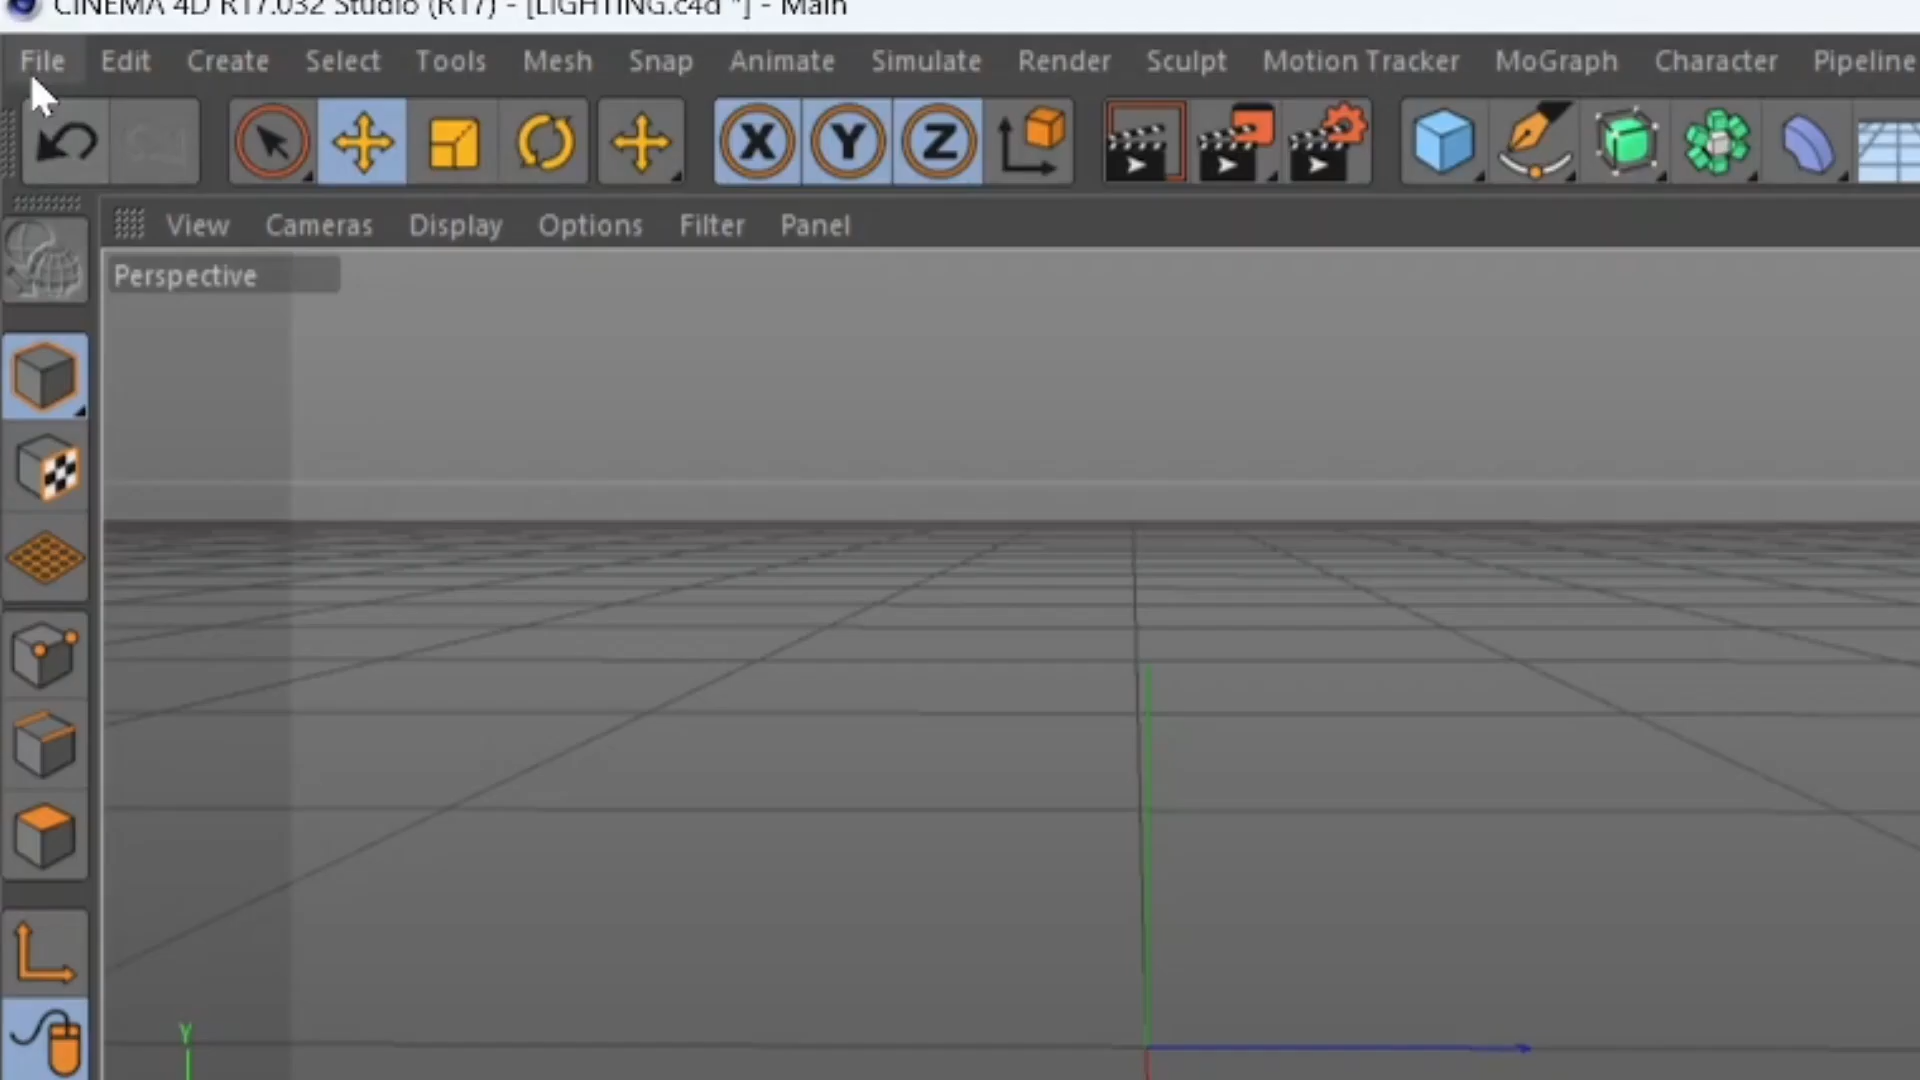 CINEMA 4D R17.032 Studio (R17) - [LIGHTING.c4d *] - Main
File Edit Create Select Tools Mesh Snap Animate Simulate Render Sculpt Motion Tracker MoGraph Character Pipeline
X Y Z
View Cameras Display Options Filter Panel
Perspective
Y